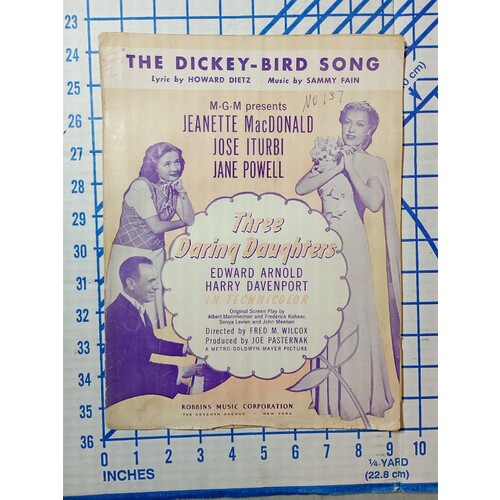 THE DICKEY-BIRD SONG
Lyric by HOWARD DIETZ Music by SAMMY FAIN
NO 137
M-G-M presents
JEANETTE MacDONALD
JOSE ITURBI
JANE POWELL
Three
Daring Daughters
EDWARD ARNOLD
HARRY DAVENPORT
IN TECHNICOLOR
Original Screen Play by
Albert Mannheimer and Frederick Kohner,
Sonya Levien and John Meehan
Directed by FRED M. WILCOX
Produced by JOE PASTERNAK
A METRO-GOLDWYN-MAYER PICTURE
ROBBINS MUSIC CORPORATION
799 SEVENTH AVENUE - NEW YORK
23
24
25
26
27
28
29
30
31
32
33
34
35
36
0 1 2 3 4 5 6 7 8 9 10
INCHES
¼ YARD
(22.8 cm)